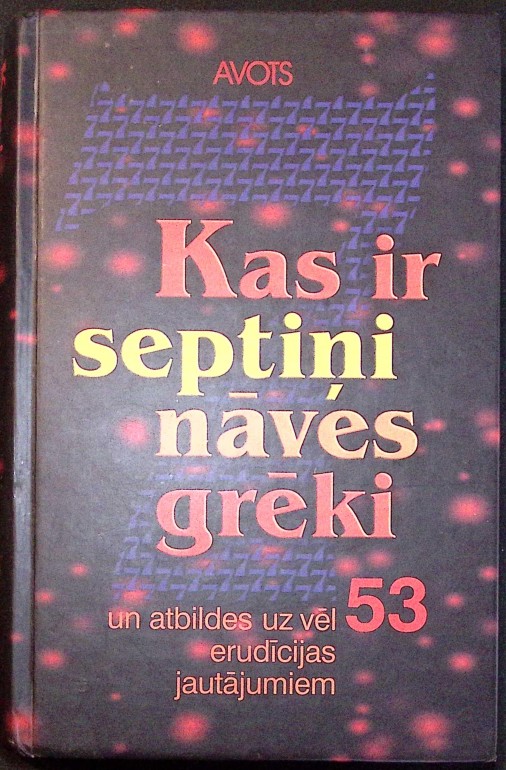 AVOTS
Kas ir
septiņi
nāves
grēki
un atbildes uz vēl 53
erudīcijas
jautājumiem